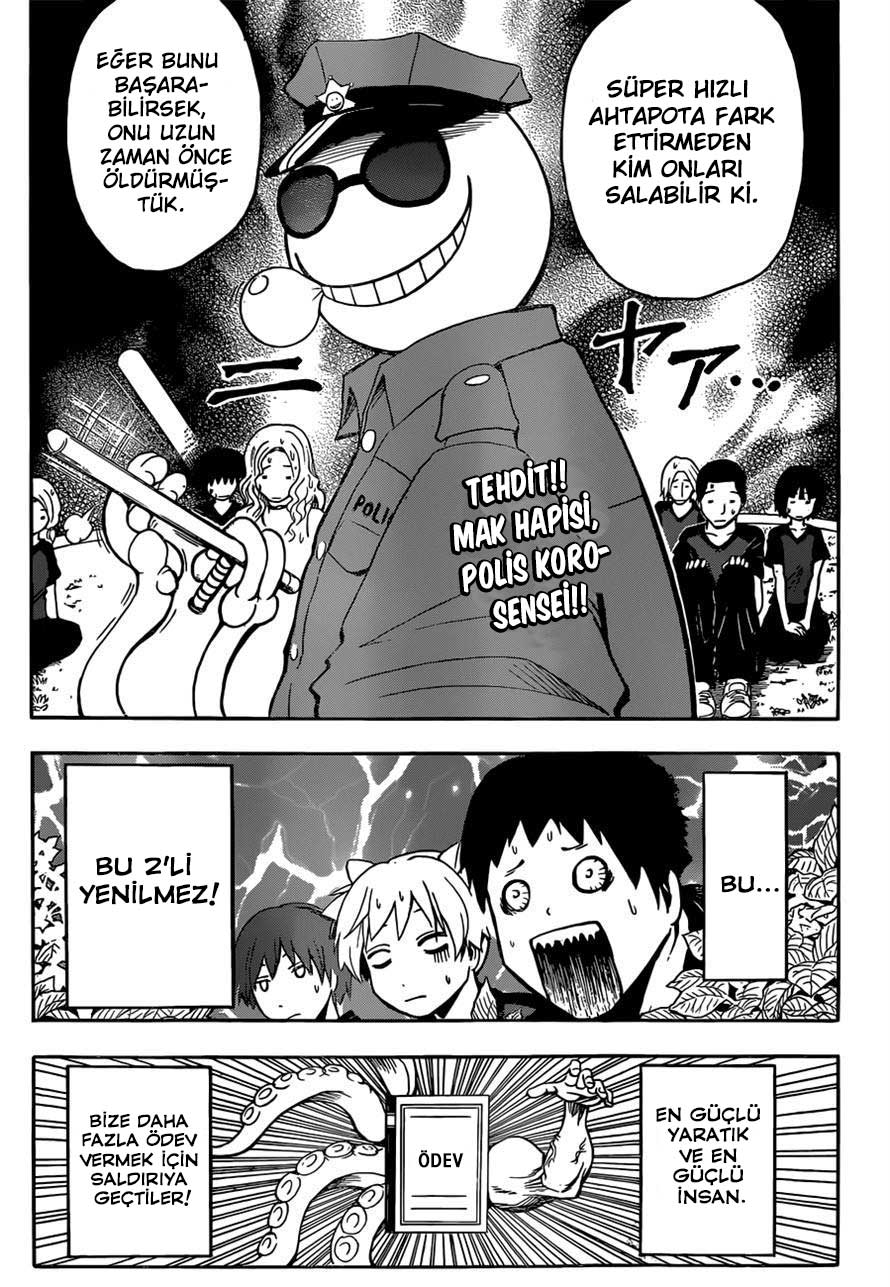 SÜPER HIZLI
AHTAPOTA FARK
ETTİRMEDEN
KİM ONLARI
SALABİLİR Kİ.
EĞER BUNU
BAŞARA-
BİLİRSEK,
ONU UZUN
ZAMAN ÖNCE
ÖLDÜRMÜŞ-
TÜK.
ニヤァ...
POLI
TEHDİT!!
MAK HAPİSİ,
POLİS KORO-
SENSEİ!!
BU...
BU 2'Lİ
YENİLMEZ!
EN GÜÇLÜ
YARATIK
VE EN
GÜÇLÜ
İNSAN.
ÖDEV
BİZE DAHA
FAZLA ÖDEV
VERMEK İÇİN
SALDIRIYA
GEÇTİLER!